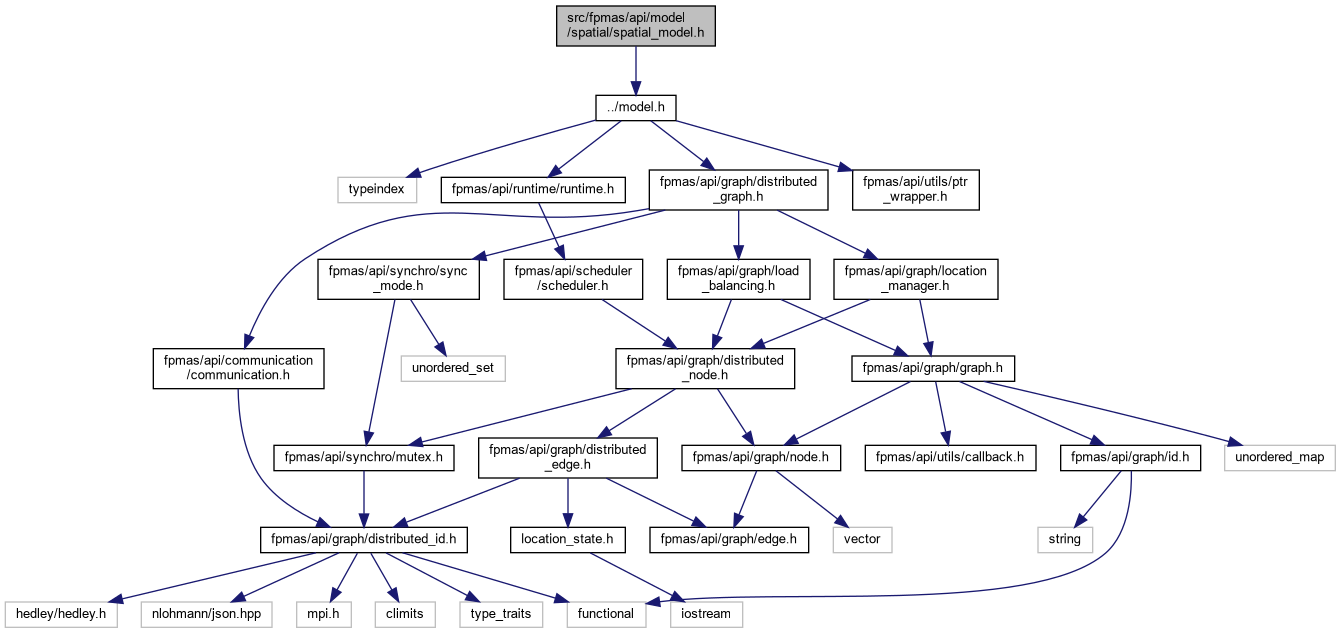 src/fpmas/api/model
/spatial/spatial_model.h
../model.h
typeindex
fpmas/api/runtime/runtime.h
fpmas/api/graph/distributed
_graph.h
fpmas/api/utils/ptr
_wrapper.h
fpmas/api/synchro/sync
_mode.h
fpmas/api/scheduler
/scheduler.h
fpmas/api/graph/load
_balancing.h
fpmas/api/graph/location
_manager.h
fpmas/api/communication
/communication.h
unordered_set
fpmas/api/graph/distributed
_node.h
fpmas/api/graph/graph.h
fpmas/api/synchro/mutex.h
fpmas/api/graph/distributed
_edge.h
fpmas/api/graph/node.h
fpmas/api/utils/callback.h
fpmas/api/graph/id.h
unordered_map
fpmas/api/graph/distributed_id.h
location_state.h
fpmas/api/graph/edge.h
vector
string
hedley/hedley.h
nlohmann/json.hpp
mpi.h
climits
type_traits
functional
iostream